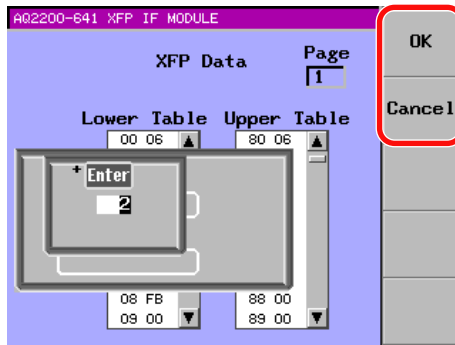 AQ2200-641 XFP IF MODULE
XFP Data
Page
1
OK
Cancel
Lower Table
Upper Table
00 06
80 06
+ Enter
2
08 FB
88 00
09 00
89 00